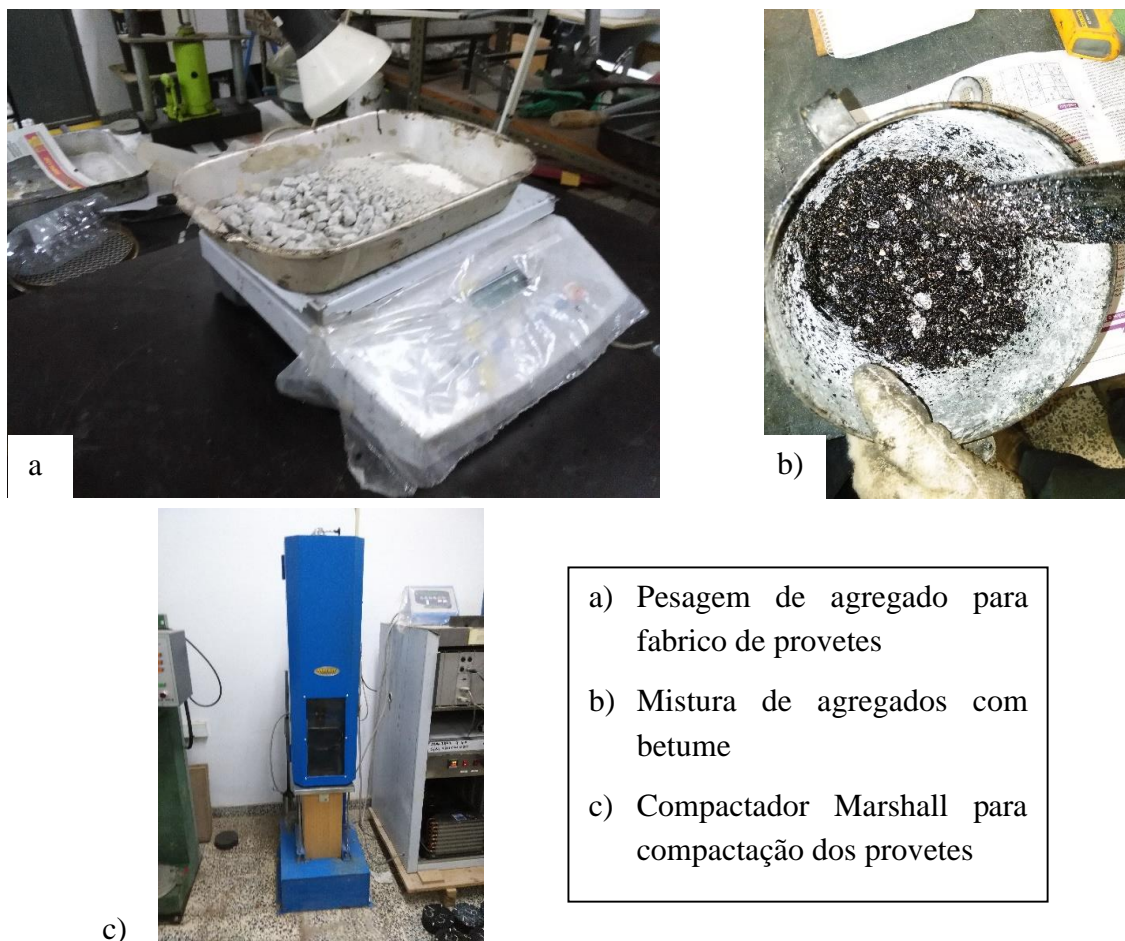 a
b)
c)
a) Pesagem de agregado para
fabrico de provetes
b) Mistura de agregados com
betume
c) Compactador Marshall para
compactação dos provetes